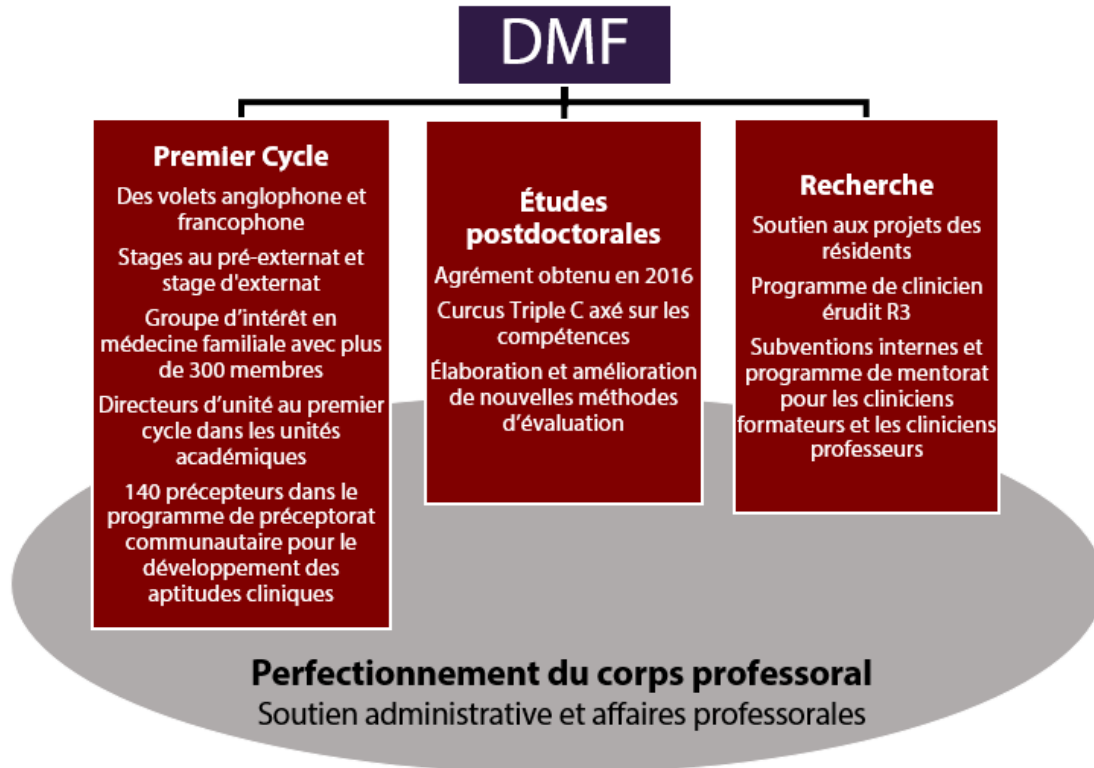 DMF
Premier Cycle
Des volets anglophone et
francophone
Stages au pré-externat et
stage d'externat
Groupe d'intérêt en
médecine familiale avec plus
de 300 membres
Directeurs d'unité au premier
cycle dans les unités
académiques
140 précepteurs dans le
programme de préceptorat
communautaire pour le
développement des
aptitudes cliniques
Études
postdoctorales
Agrément obtenu en 2016
Curcus Triple C axé sur les
compétences
Élaboration et amélioration
de nouvelles méthodes
d'évaluation
Recherche
Soutien aux projets des
résidents
Programme de clinicien
érudit R3
Subventions internes et
programme de mentorat
pour les cliniciens
formateurs et les cliniciens
professeurs
Perfectionnement du corps professoral
Soutien administrative et affaires professorales